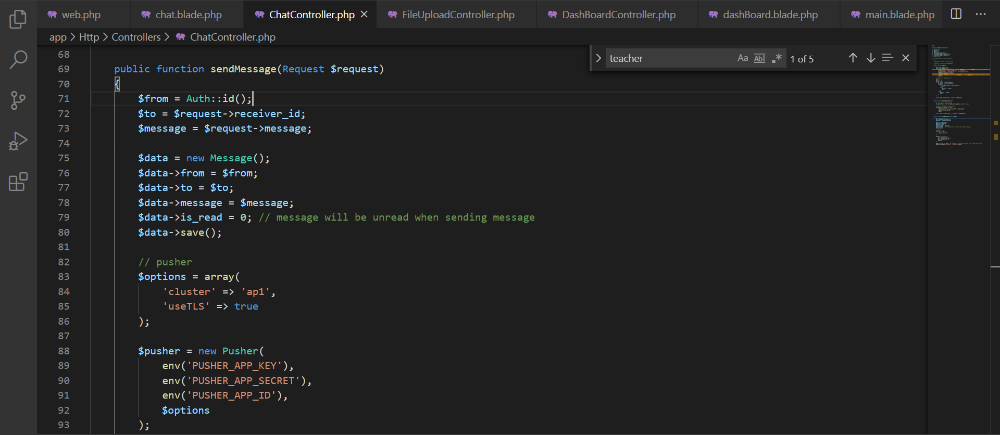 web.php chat.blade.php ChatController.php FileUploadController.php DashBoardController.php dashBoard.blade.php main.blade.php
app > Http > Controllers > ChatController.php
teacher Aa Abl .* 1 of 5
68
69 public function sendMessage(Request $request)
70 {
71 $from = Auth::id();
72 $to = $request->receiver_id;
73 $message = $request->message;
74
75 $data = new Message();
76 $data->from = $from;
77 $data->to = $to;
78 $data->message = $message;
79 $data->is_read = 0; // message will be unread when sending message
80 $data->save();
81
82 // pusher
83 $options = array(
84 'cluster' => 'ap1',
85 'useTLS' => true
86 );
87
88 $pusher = new Pusher(
89 env('PUSHER_APP_KEY'),
90 env('PUSHER_APP_SECRET'),
91 env('PUSHER_APP_ID'),
92 $options
93 );